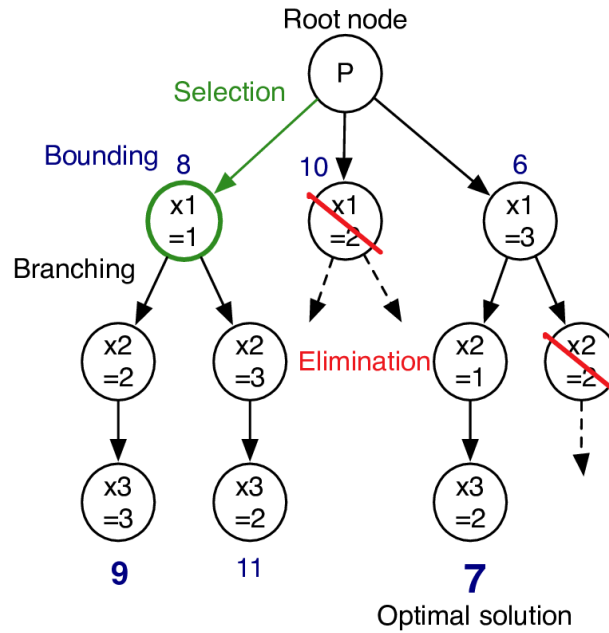 Root node
P
Selection
Bounding
8
10
6
x1
=1
x1
=2
x1
=3
Branching
x2
=2
x2
=3
Elimination
x2
=1
x2
=2
x3
=3
x3
=2
x3
=2
9
11
7
Optimal solution